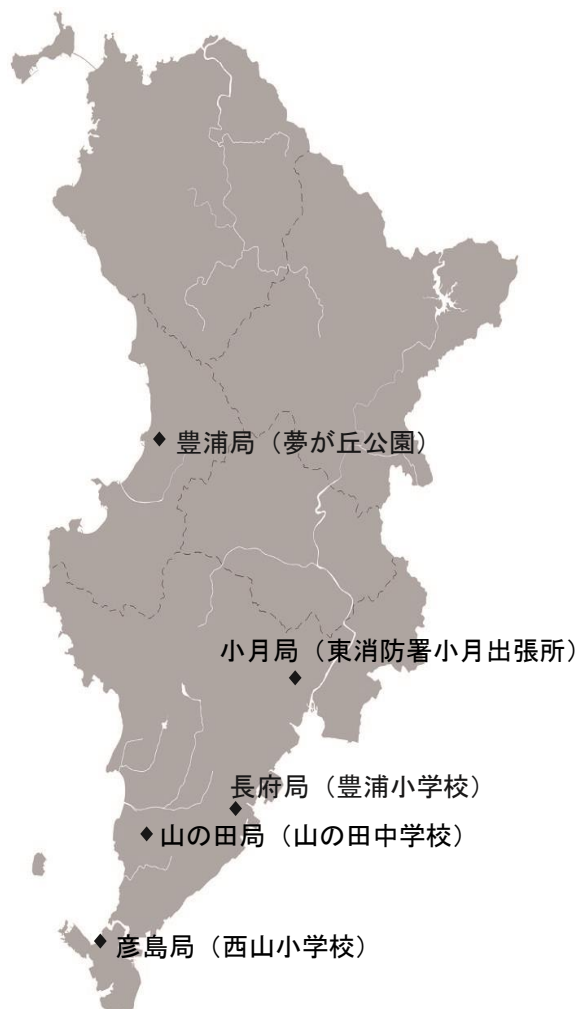 豊浦局（夢が丘公園）
小月局（東消防署小月出張所）
長府局（豊浦小学校）
山の田局（山の田中学校）
彦島局（西山小学校）